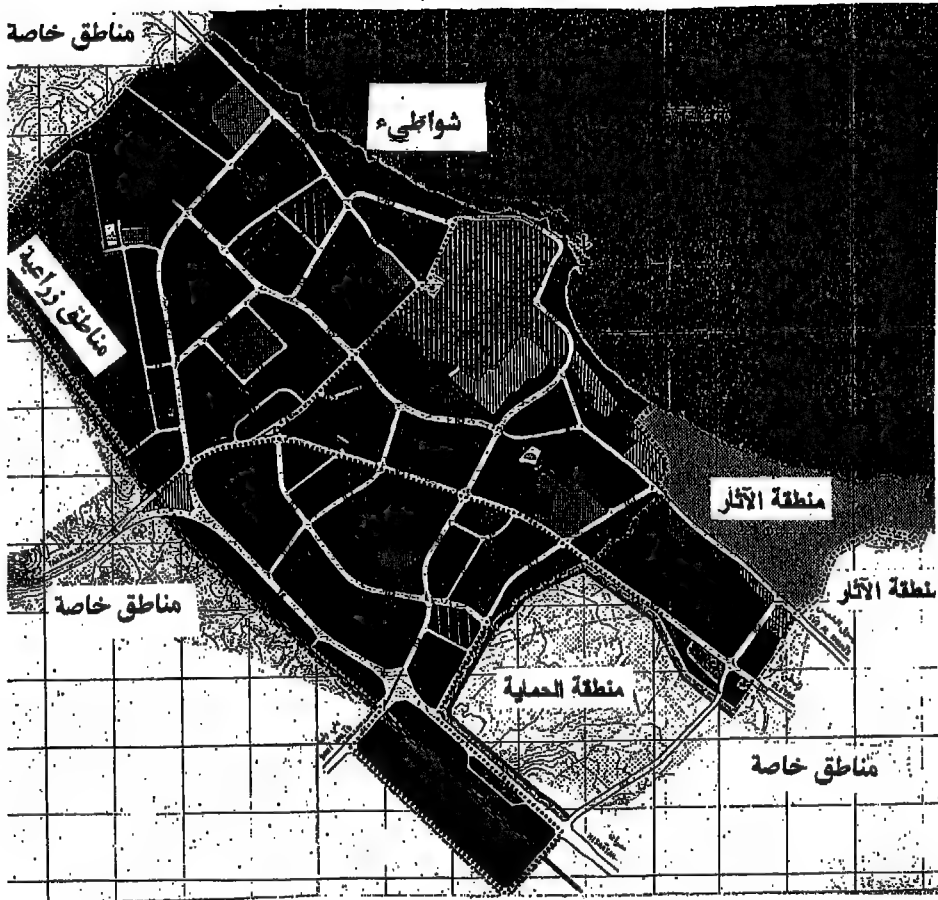 مناطق خاصة
شواطيء
مناطق زراعية
منطقة الآثار
منطقة الآثار
مناطق خاصة
منطقة الحماية
مناطق خاصة